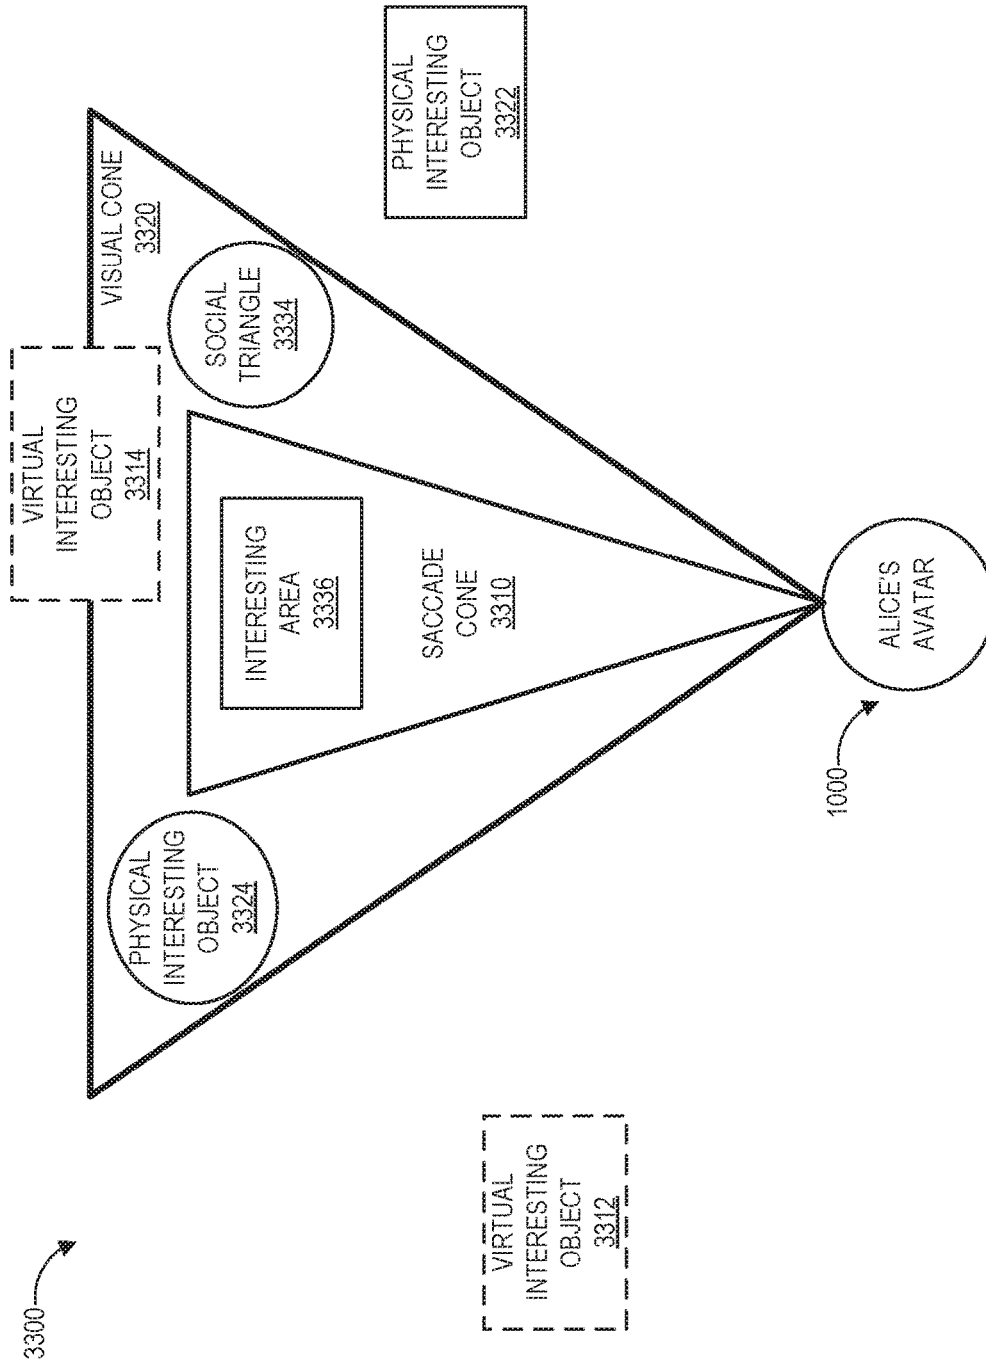 3300
VIRTUAL
INTERESTING
OBJECT
3312
PHYSICAL
INTERESTING
OBJECT
3324
1000
ALICE'S
AVATAR
INTERESTING
AREA
3336
SACCADE
CONE
3310
VIRTUAL
INTERESTING
OBJECT
3314
SOCIAL
TRIANGLE
3334
VISUAL CONE
3320
PHYSICAL
INTERESTING
OBJECT
3322